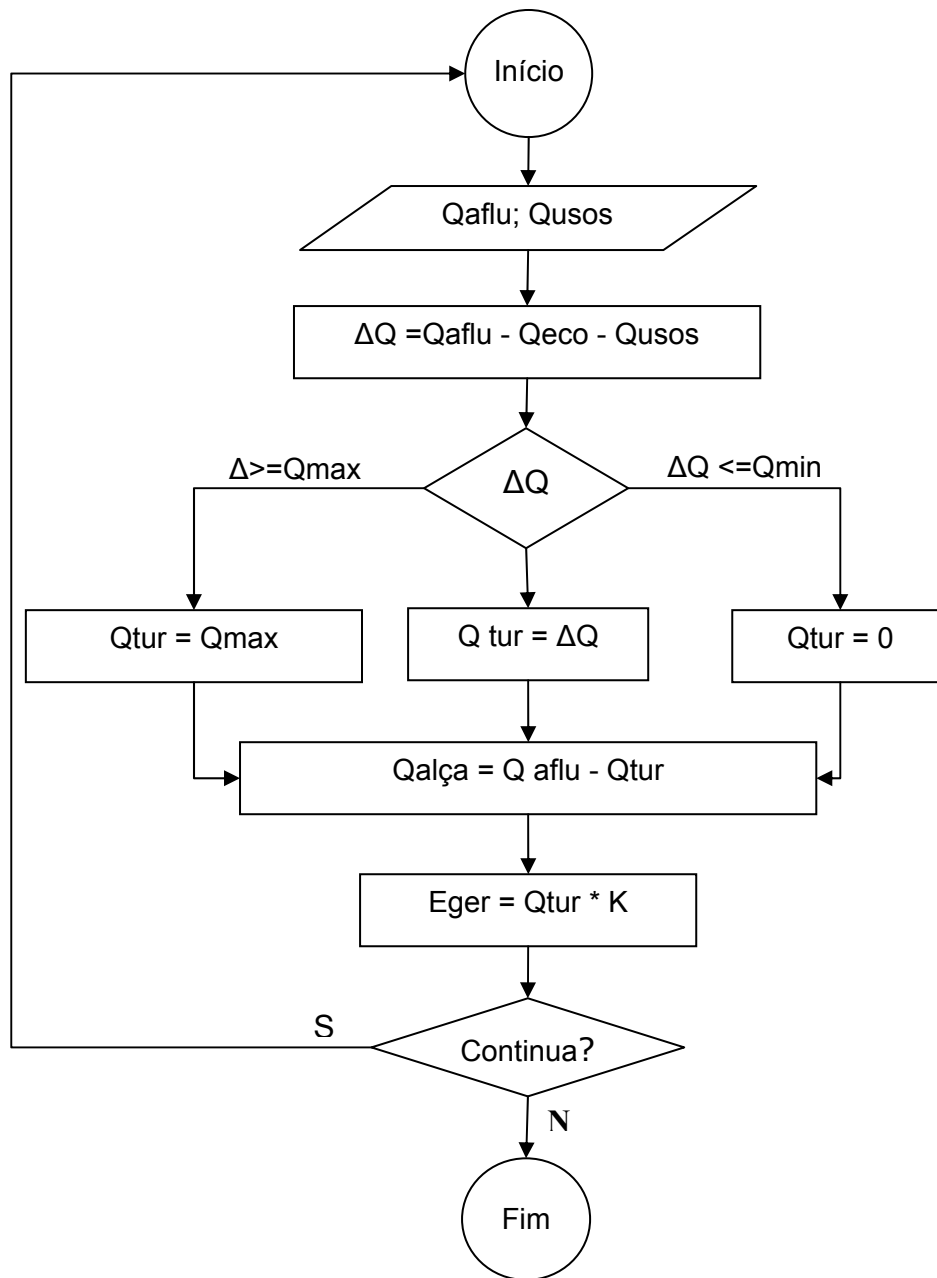 Início
Qaflu; Qusos
ΔQ =Qaflu - Qeco - Qusos
Δ>=Qmax
ΔQ
ΔQ <=Qmin
Qtur = Qmax
Q tur = ΔQ
Qtur = 0
Qalça = Q aflu - Qtur
Eger = Qtur * K
S
Continua?
N
Fim